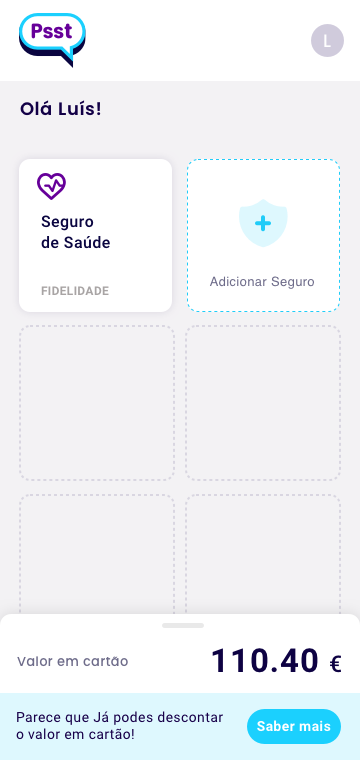 Psst
L
Olá Luís!
Seguro
de Saúde
FIDELIDADE
Adicionar Seguro
Valor em cartão
110.40 €
Parece que Já podes descontar
o valor em cartão!
Saber mais